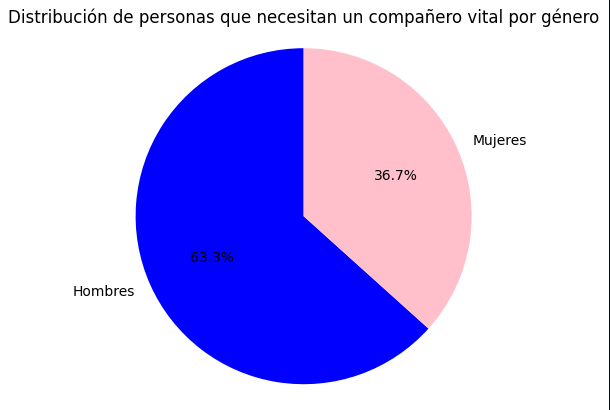 Distribución de personas que necesitan un compañero vital por género
Mujeres
36.7%
63.3%
Hombres